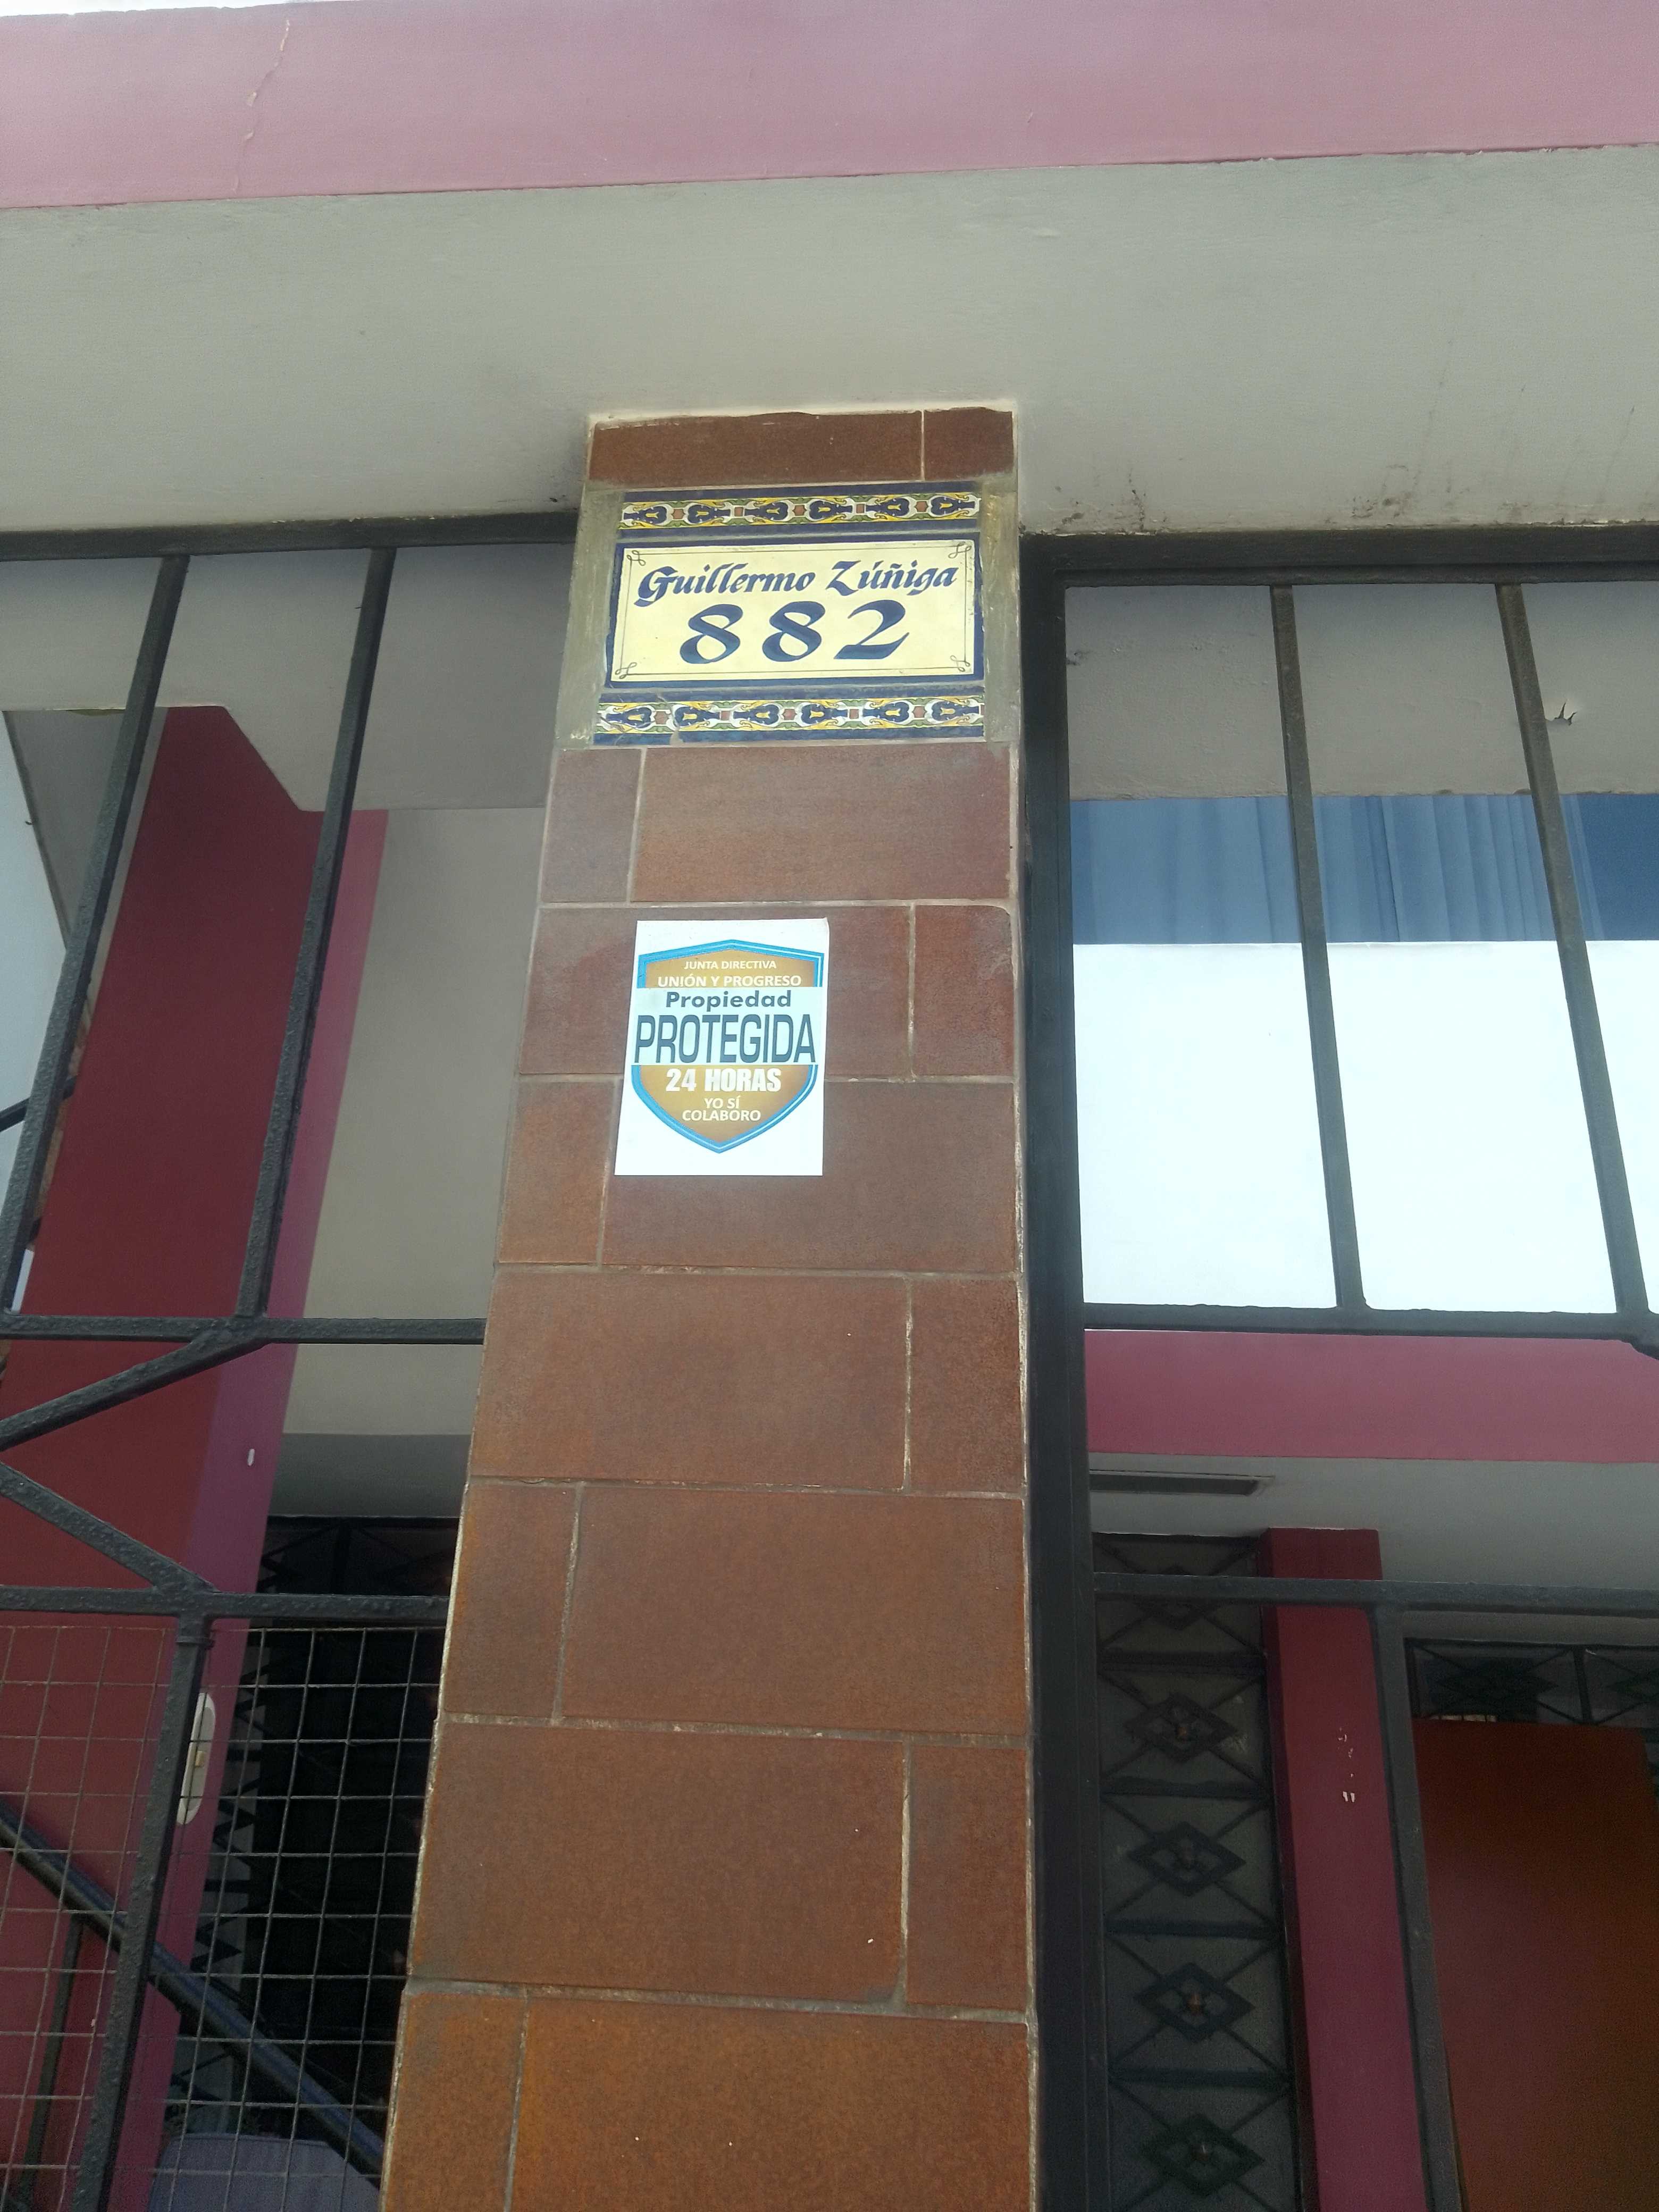 Guillermo Zúñiga
882
JUNTA DIRECTIVA
UNIÓN Y PROGRESO
Propiedad
PROTEGIDA
24 HORAS
YO SÍ
COLABORO